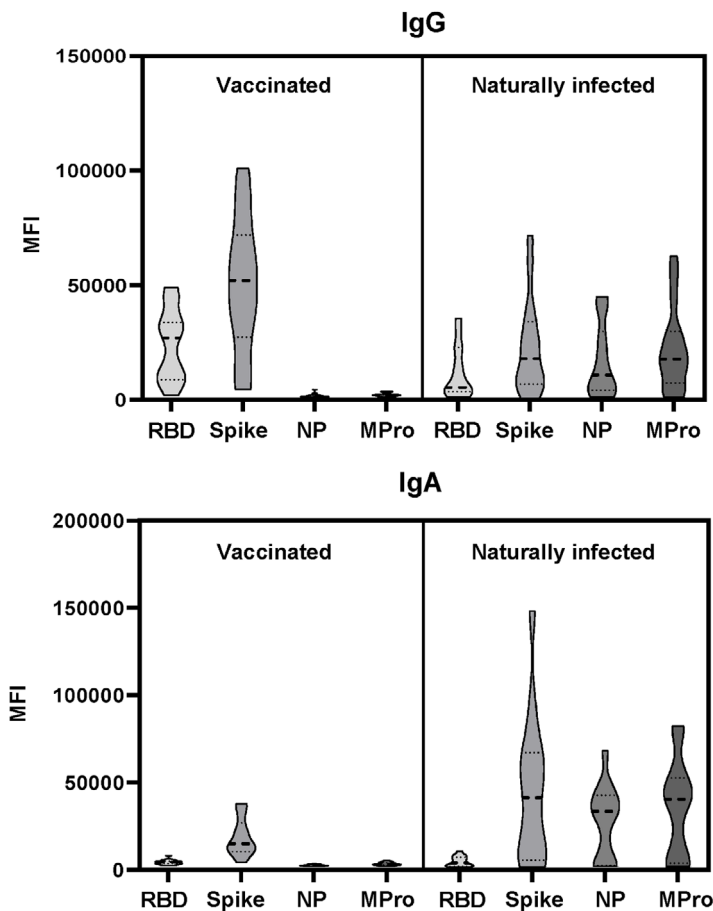 IgG
150000
Vaccinated
Naturally infected
100000
MFI
50000
0
RBD Spike NP MPro RBD Spike NP MPro
IgA
200000
Vaccinated
Naturally infected
150000
MFI
100000
50000
0
RBD Spike NP MPro RBD Spike NP MPro